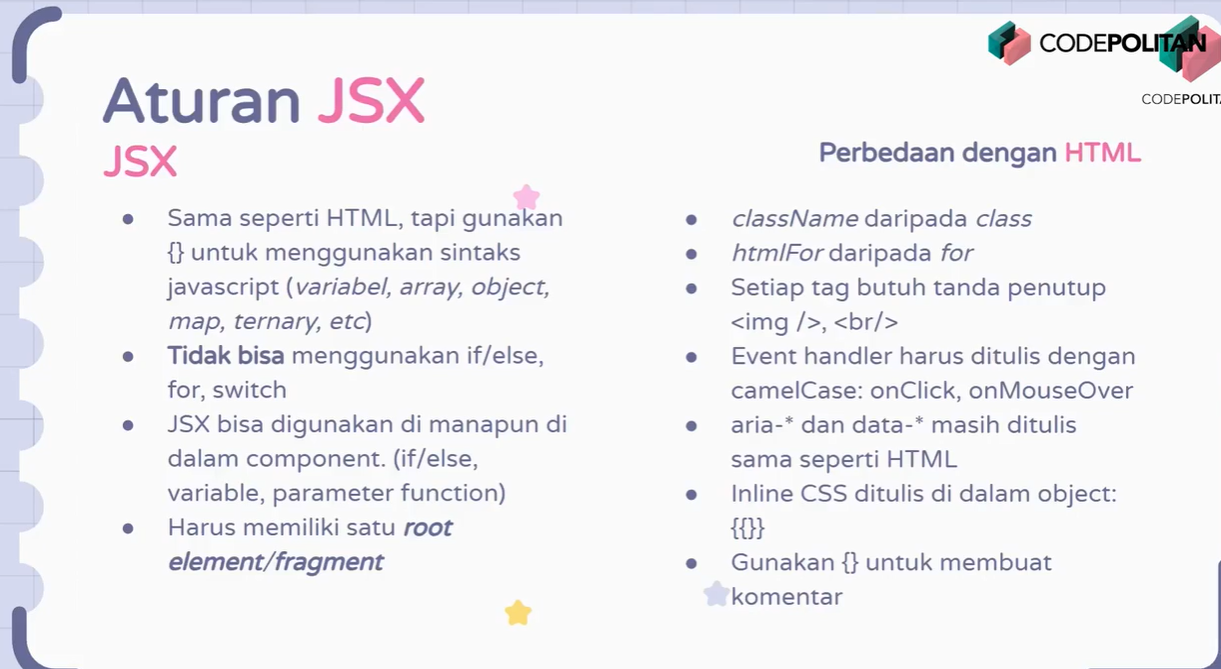 CODEPOLITAN
CODEPOLITA
Aturan JSX
JSX
● Sama seperti HTML, tapi gunakan
{} untuk menggunakan sintaks
javascript (variabel, array, object,
map, ternary, etc)
● Tidak bisa menggunakan if/else,
for, switch
● JSX bisa digunakan di manapun di
dalam component. (if/else,
variable, parameter function)
● Harus memiliki satu root
element/fragment
Perbedaan dengan HTML
● className daripada class
● htmlFor daripada for
● Setiap tag butuh tanda penutup
<img />, <br/>
● Event handler harus ditulis dengan
camelCase: onClick, onMouseOver
● aria-* dan data-* masih ditulis
sama seperti HTML
● Inline CSS ditulis di dalam object:
{{}}
● Gunakan {} untuk membuat
komentar